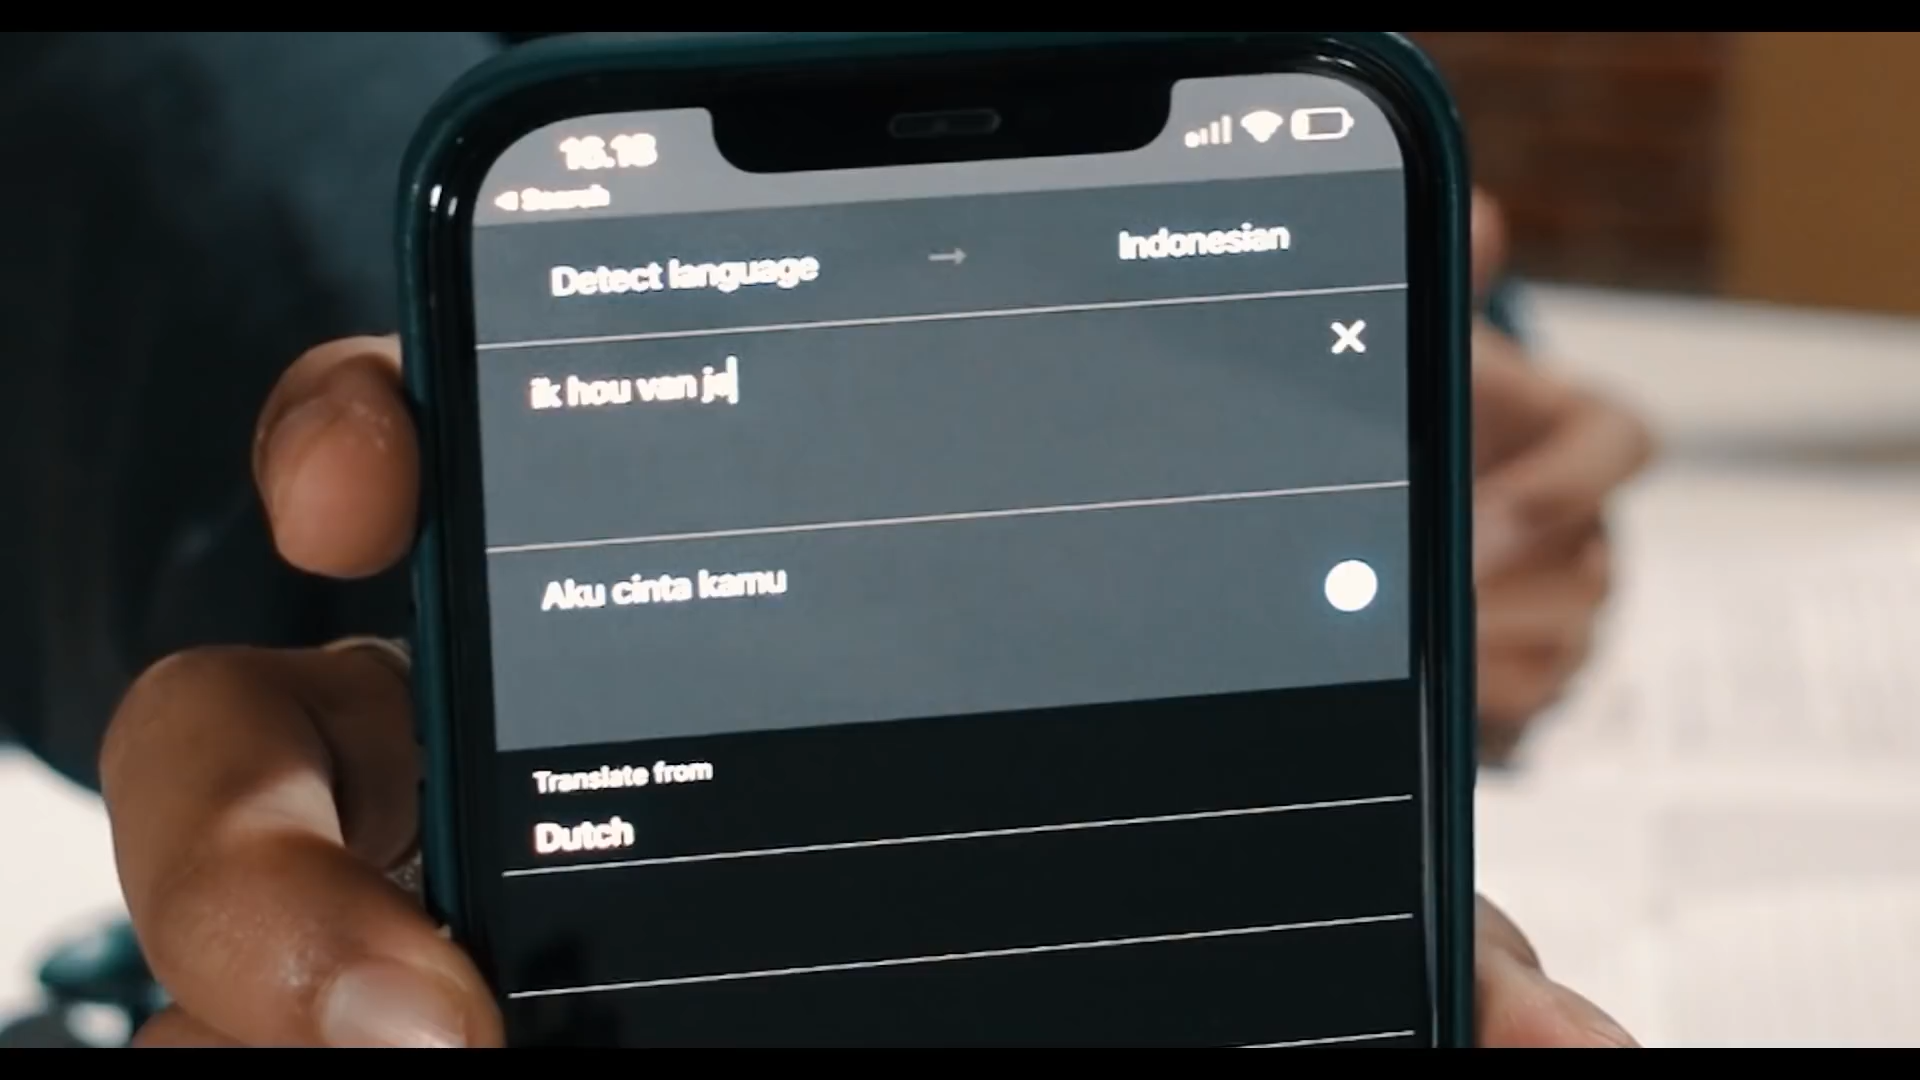 16.18
◄ Search
Detect language → Indonesian
ik hou van je
Aku cinta kamu
Translate from
Dutch